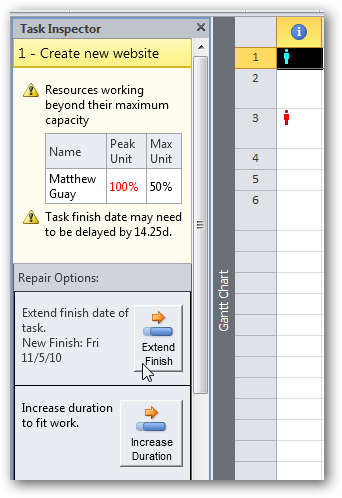 Task Inspector
1 - Create new website
Resources working
beyond their maximum
capacity
Name Peak Unit Max Unit
Matthew Guay 100% 50%
Task finish date may need
to be delayed by 14.25d.
Repair Options:
Extend finish date of
task.
New Finish: Fri
11/5/10
Extend
Finish
Increase duration
to fit work.
Increase
Duration
Gantt Chart
1
2
3
4
5
6